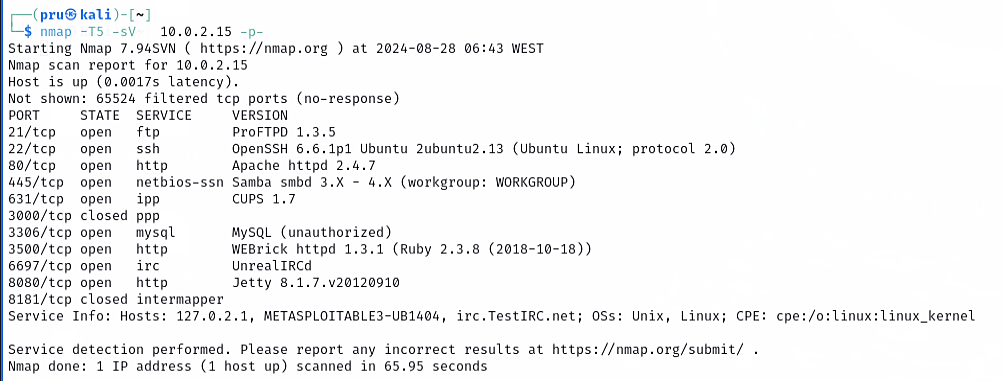 ┌──(pru㉿kali)-[~]
└─$ nmap -T5 -sV   10.0.2.15 -p-
Starting Nmap 7.94SVN ( https://nmap.org ) at 2024-08-28 06:43 WEST
Nmap scan report for 10.0.2.15
Host is up (0.0017s latency).
Not shown: 65524 filtered tcp ports (no-response)
PORT     STATE  SERVICE     VERSION
21/tcp   open   ftp         ProFTPD 1.3.5
22/tcp   open   ssh         OpenSSH 6.6.1p1 Ubuntu 2ubuntu2.13 (Ubuntu Linux; protocol 2.0)
80/tcp   open   http        Apache httpd 2.4.7
445/tcp  open   netbios-ssn Samba smbd 3.X - 4.X (workgroup: WORKGROUP)
631/tcp  open   ipp         CUPS 1.7
3000/tcp closed ppp
3306/tcp open   mysql       MySQL (unauthorized)
3500/tcp open   http        WEBrick httpd 1.3.1 (Ruby 2.3.8 (2018-10-18))
6697/tcp open   irc         UnrealIRCd
8080/tcp open   http        Jetty 8.1.7.v20120910
8181/tcp closed intermapper
Service Info: Hosts: 127.0.2.1, METASPLOITABLE3-UB1404, irc.TestIRC.net; OSs: Unix, Linux; CPE: cpe:/o:linux:linux_kernel

Service detection performed. Please report any incorrect results at https://nmap.org/submit/ .
Nmap done: 1 IP address (1 host up) scanned in 65.95 seconds